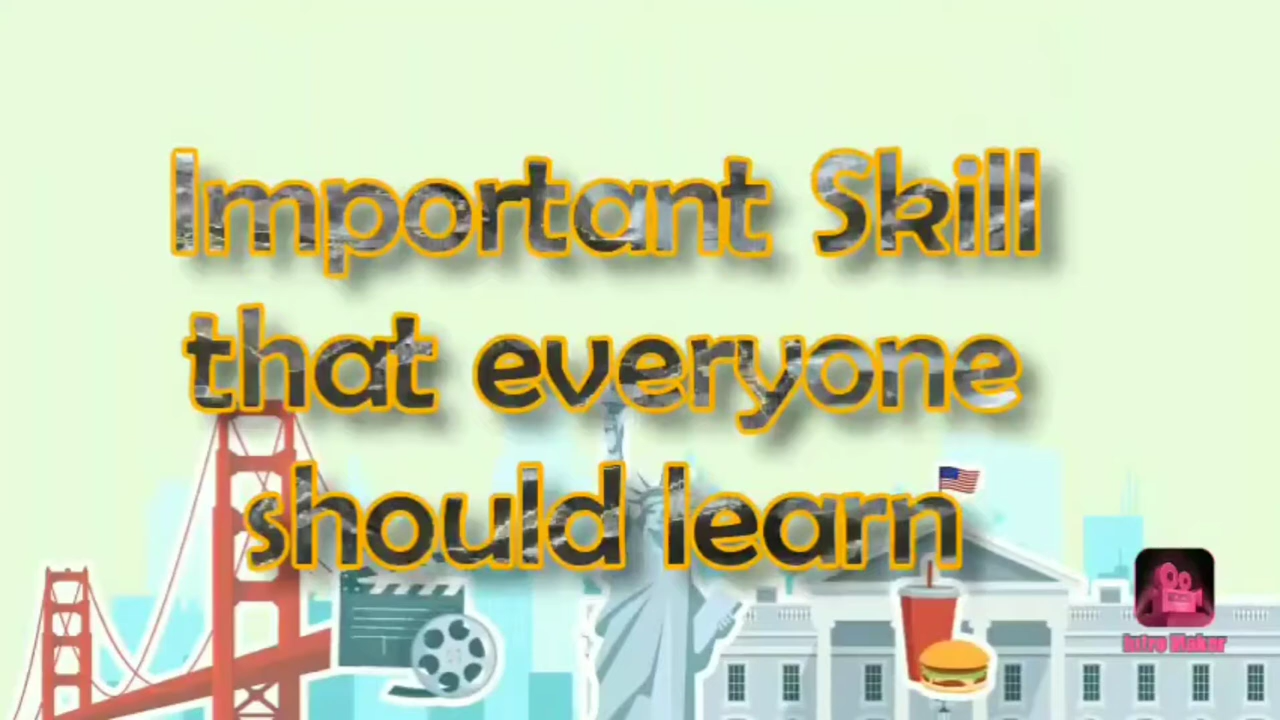 Important Skill
that everyone
should learn
Intro Maker